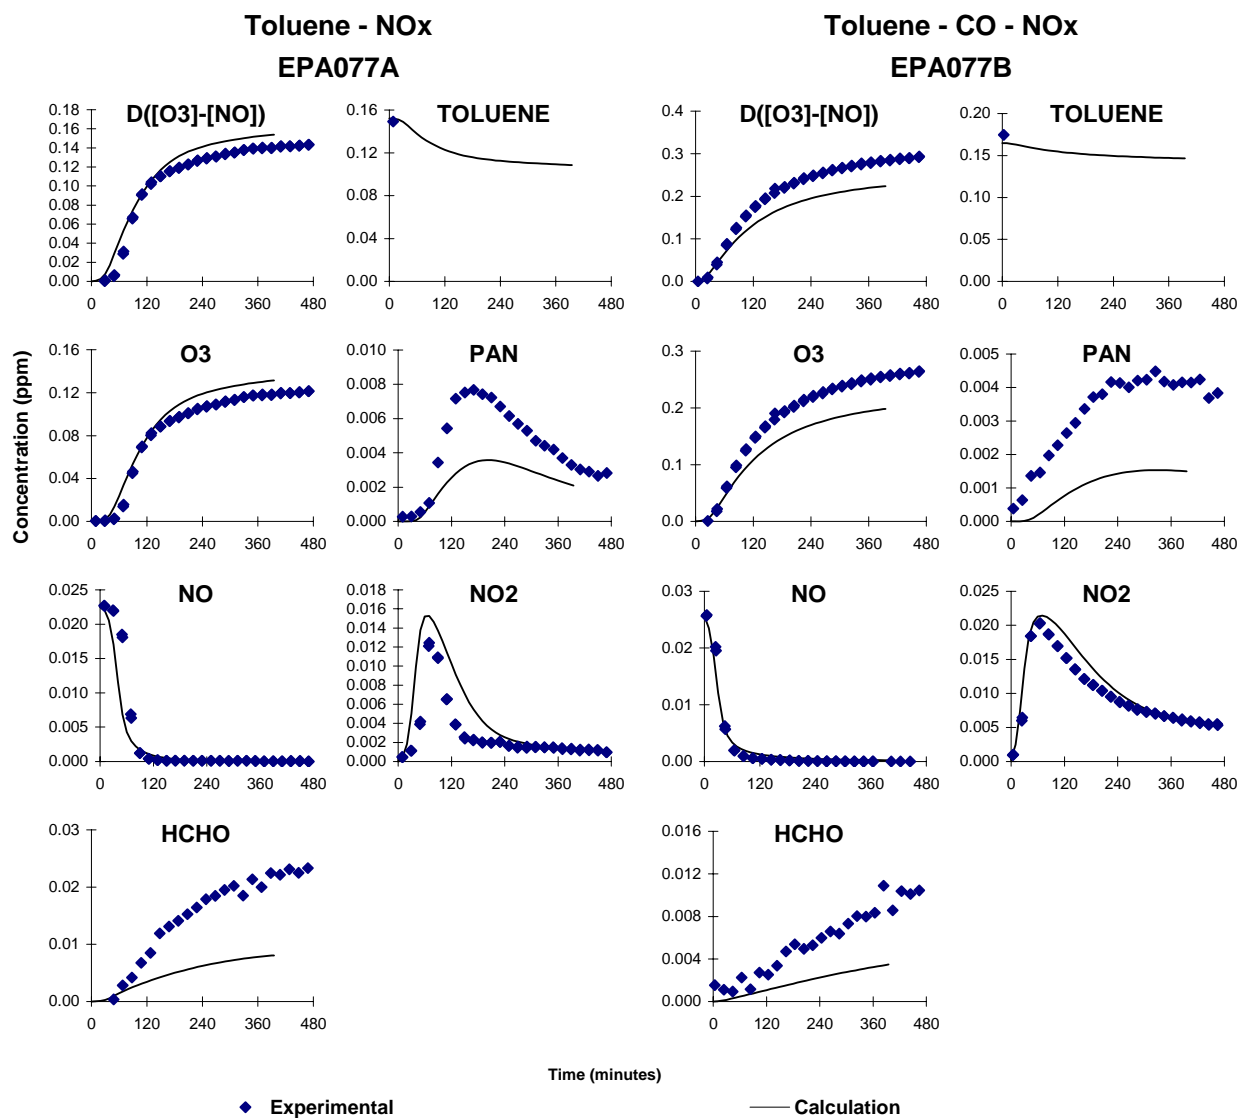 Toluene - NOx
Toluene - CO - NOx
EPA077A
EPA077B
Concentration (ppm)
D([O3]-[NO])
0.18
0.16
0.14
0.12
0.10
0.08
0.06
0.04
0.02
0.00
0 120 240 360 480
TOLUENE
0.16
0.12
0.08
0.04
0.00
0 120 240 360 480
D([O3]-[NO])
0.4
0.3
0.2
0.1
0.0
0 120 240 360 480
TOLUENE
0.20
0.15
0.10
0.05
0.00
0 120 240 360 480
O3
0.16
0.12
0.08
0.04
0.00
0 120 240 360 480
PAN
0.010
0.008
0.006
0.004
0.002
0.000
0 120 240 360 480
O3
0.3
0.2
0.1
0.0
0 120 240 360 480
PAN
0.005
0.004
0.003
0.002
0.001
0.000
0 120 240 360 480
NO
0.025
0.020
0.015
0.010
0.005
0.000
0 120 240 360 480
NO2
0.018
0.016
0.014
0.012
0.010
0.008
0.006
0.004
0.002
0.000
0 120 240 360 480
NO
0.03
0.02
0.01
0.00
0 120 240 360 480
NO2
0.025
0.020
0.015
0.010
0.005
0.000
0 120 240 360 480
HCHO
0.03
0.02
0.01
0.00
0 120 240 360 480
HCHO
0.016
0.012
0.008
0.004
0.000
0 120 240 360 480
Time (minutes)
Experimental
Calculation